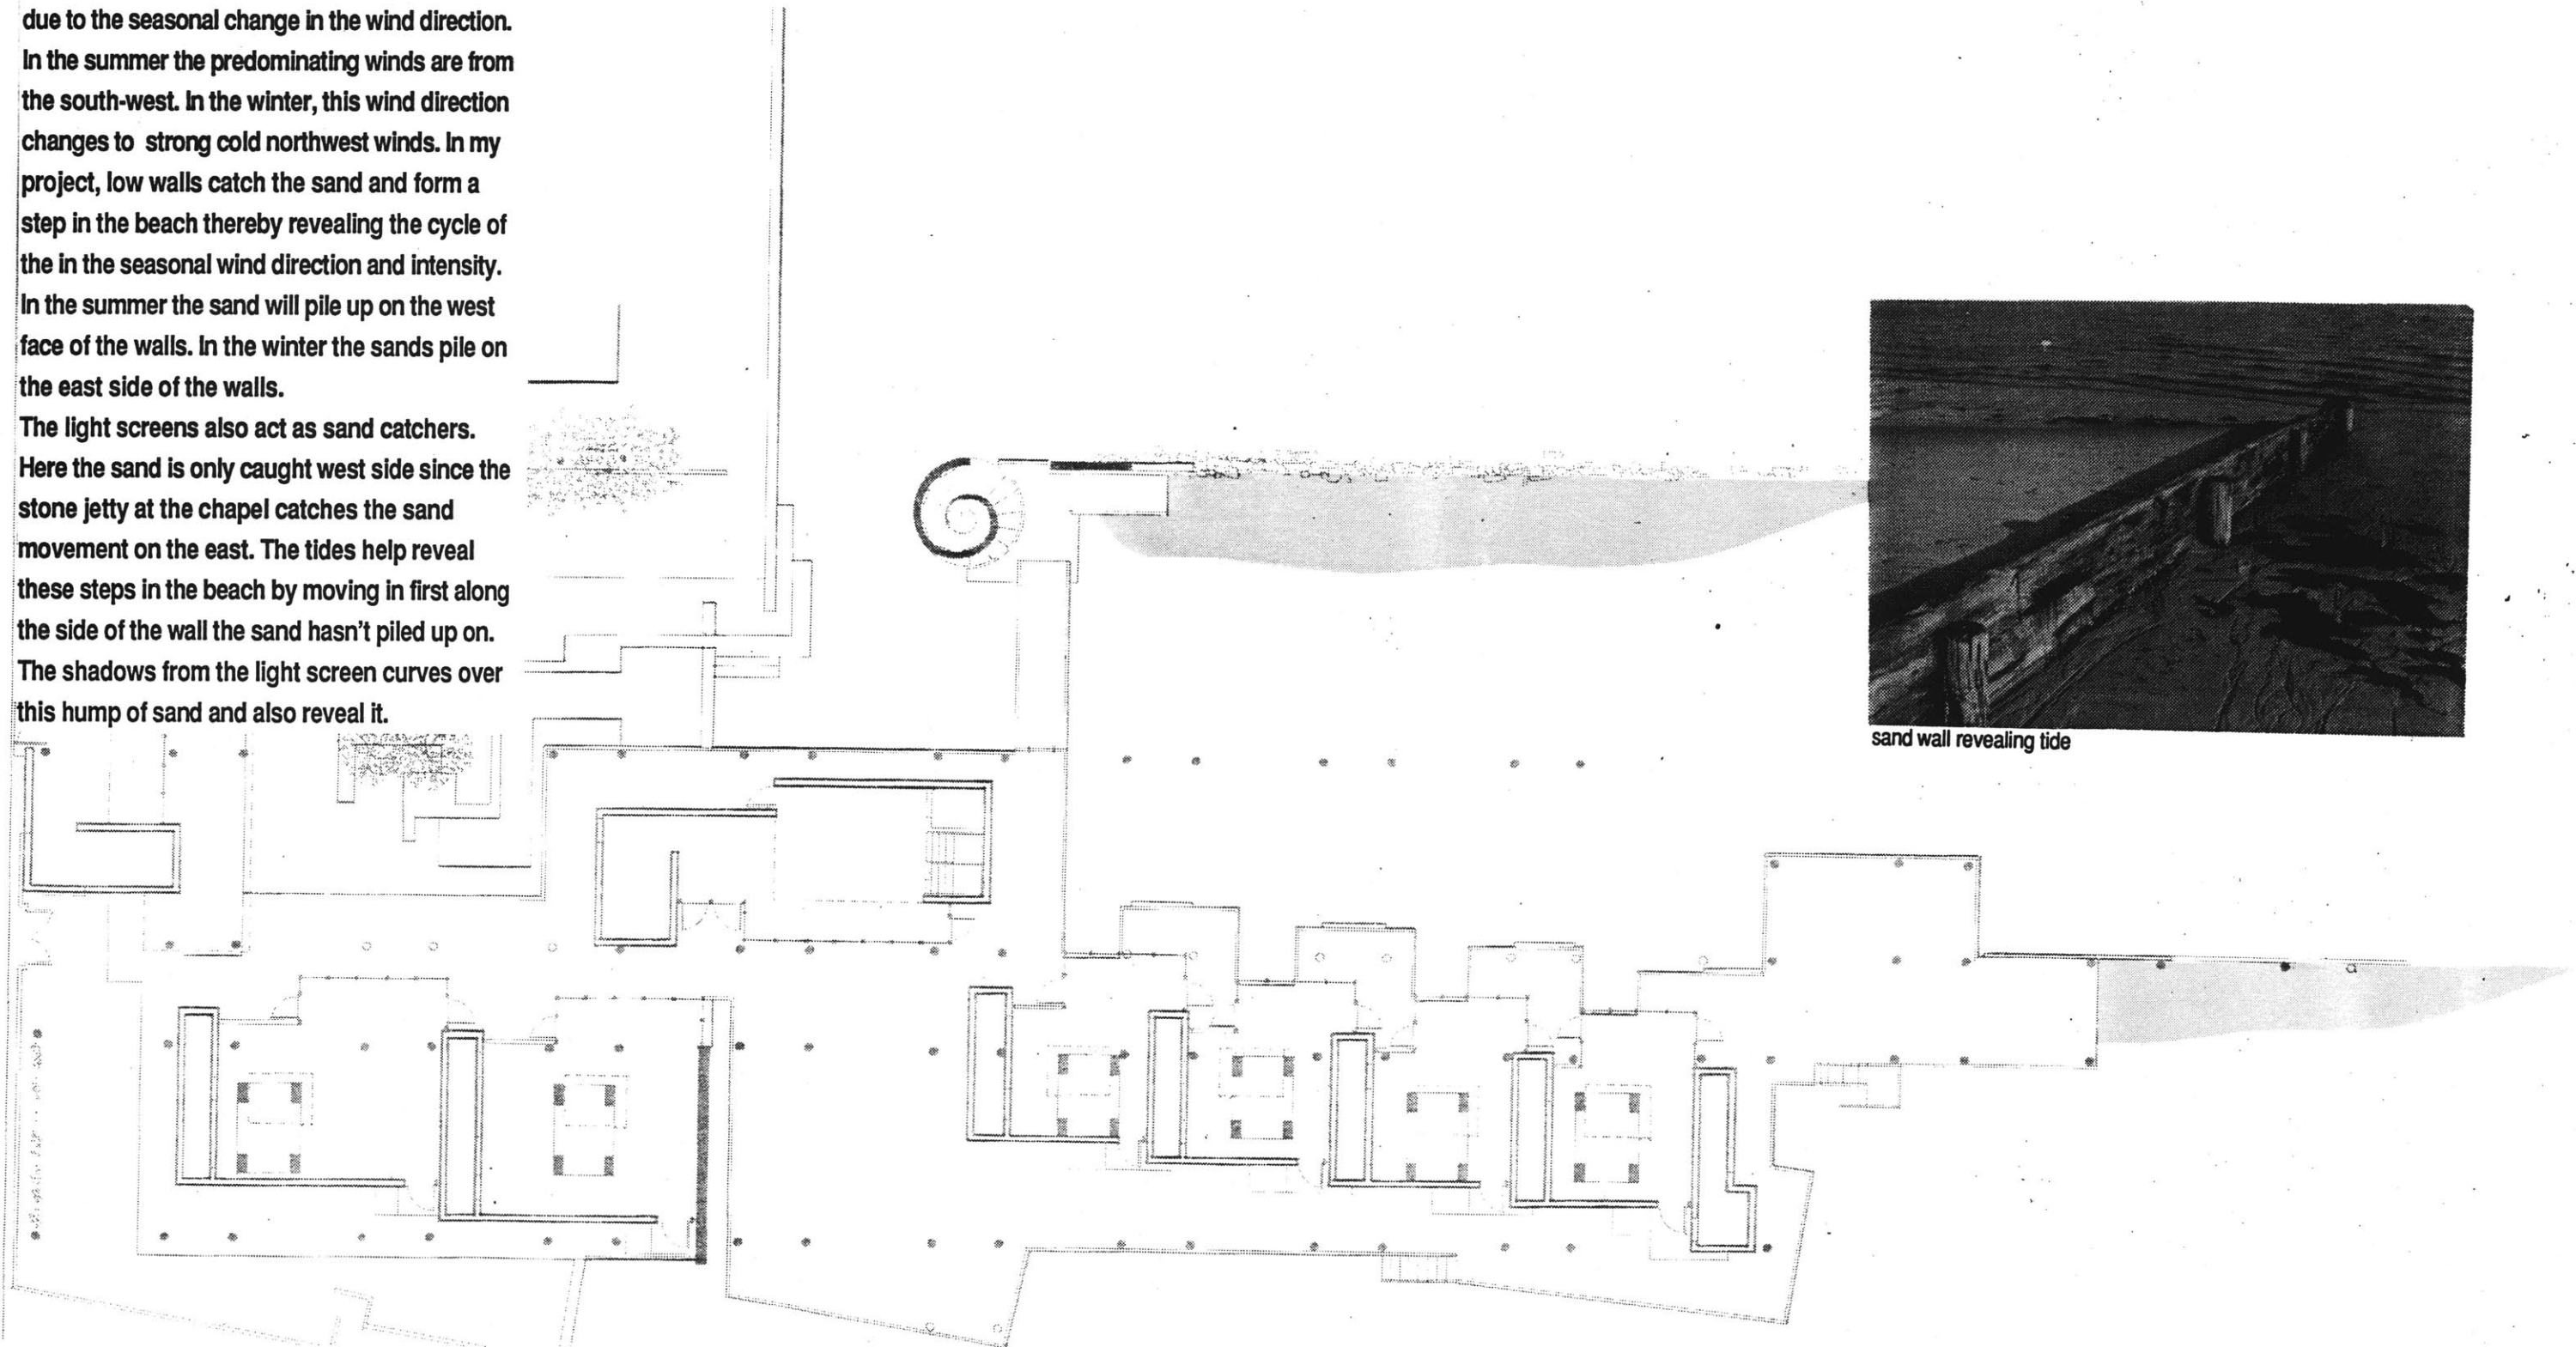 due to the seasonal change in the wind direction.
In the summer the predominating winds are from
the south-west. In the winter, this wind direction
changes to strong cold northwest winds. In my
project, low walls catch the sand and form a
step in the beach thereby revealing the cycle of
the in the seasonal wind direction and intensity.
In the summer the sand will pile up on the west
face of the walls. In the winter the sands pile on
the east side of the walls.
The light screens also act as sand catchers.
Here the sand is only caught west side since the
stone jetty at the chapel catches the sand
movement on the east. The tides help reveal
these steps in the beach by moving in first along
the side of the wall the sand hasn't piled up on.
The shadows from the light screen curves over
this hump of sand and also reveal it.
sand wall revealing tide